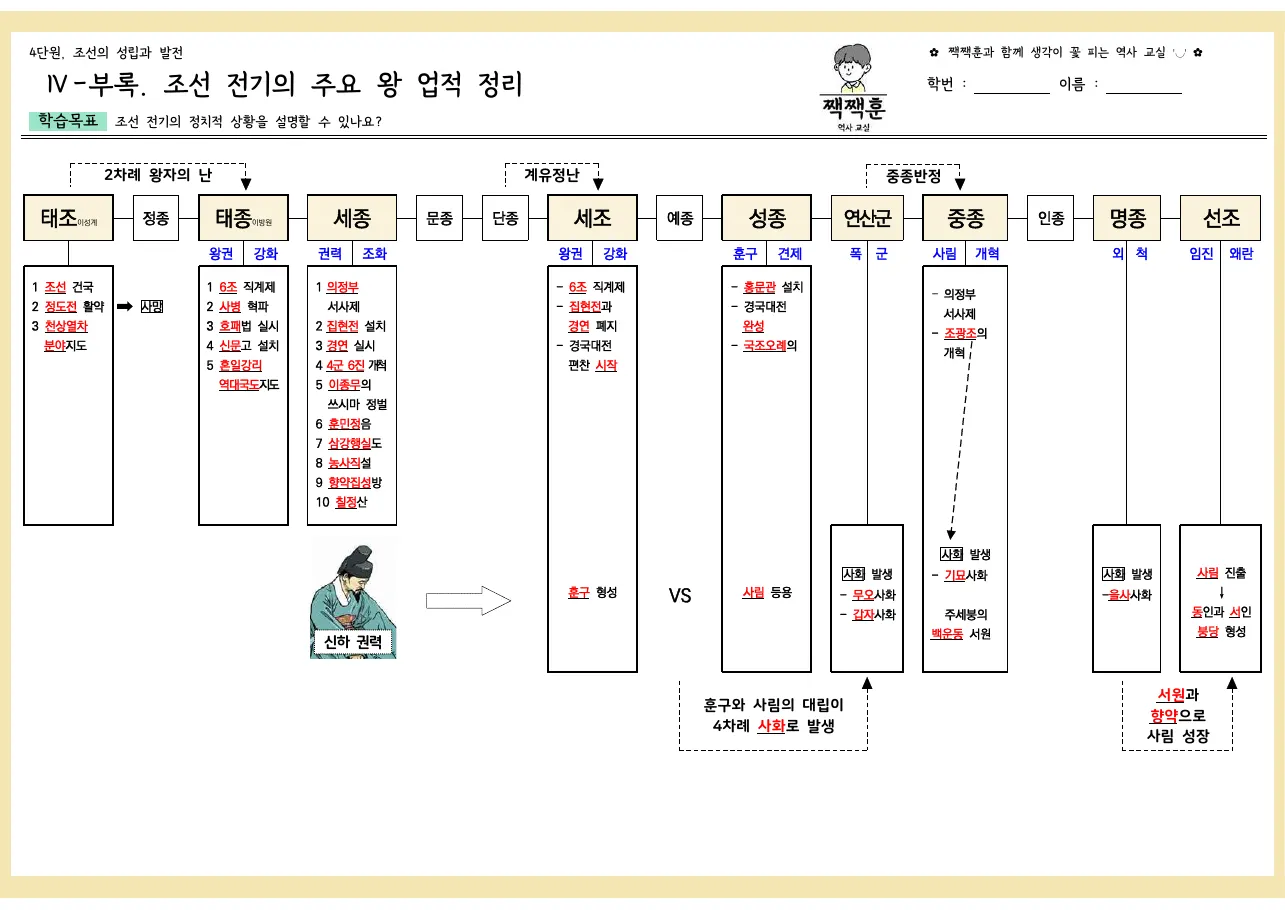 4단원. 조선의 성립과 발전
Ⅳ-부록. 조선 전기의 주요 왕 업적 정리
학습목표 조선 전기의 정치적 상황을 설명할 수 있나요?
짹짹훈
역사 교실
✿ 짹짹훈과 함께 생각이 꽃 피는 역사 교실 ✿
학번 : 이름 :
2차례 왕자의 난
계유정난
중종반정
태조이성계
정종
태종이방원
세종
문종
단종
세조
예종
성종
연산군
중종
인종
명종
선조
왕권 강화
권력 조화
왕권 강화
훈구 견제
폭 군
사림 개혁
외 척
임진 왜란
1 조선 건국
2 정도전 활약 ➡ 사망
3 천상열차
분야지도
1 6조 직계제
2 사병 혁파
3 호패법 실시
4 신문고 설치
5 혼일강리
역대국도지도
1 의정부
서사제
2 집현전 설치
3 경연 실시
4 4군 6진 개척
5 이종무의
쓰시마 정벌
6 훈민정음
7 삼강행실도
8 농사직설
9 향약집성방
10 칠정산
신하 권력
- 6조 직계제
- 집현전과
경연 폐지
- 경국대전
편찬 시작
훈구 형성
VS
- 홍문관 설치
- 경국대전
완성
- 국조오례의
사림 등용
사화 발생
- 무오사화
- 갑자사화
- 의정부
서사제
- 조광조의
개혁
사화 발생
- 기묘사화
주세붕의
백운동 서원
사화 발생
-을사사화
사림 진출
↓
동인과 서인
붕당 형성
훈구와 사림의 대립이
4차례 사화로 발생
서원과
향약으로
사림 성장